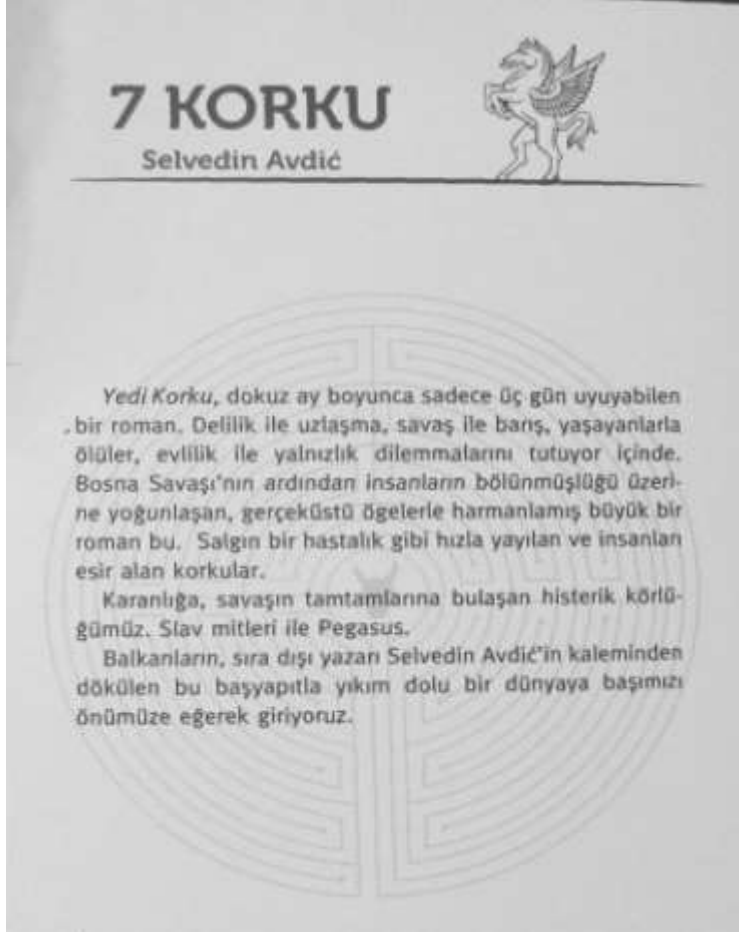 7 KORKU
Selvedin Avdić
Yedi Korku, dokuz ay boyunca sadece üç gün uyuyabilen
bir roman. Delilik ile uzlaşma, savaş ile barış, yaşayanlarla
ölüler, evlilik ile yalnızlık dilemmalarını tutuyor içinde.
Bosna Savaşı'nın ardından insanların bölünmüşlüğü üzeri-
ne yoğunlaşan, gerçeküstü ögelerle harmanlamış büyük bir
roman bu. Salgın bir hastalık gibi hızla yayılan ve insanları
esir alan korkular.
Karanlığa, savaşın tamtamlarına bulaşan histerik körlü-
ğümüz. Slav mitleri ile Pegasus.
Balkanların, sıra dışı yazarı Selvedin Avdić'in kaleminden
dökülen bu başyapıtla yıkım dolu bir dünyaya başımızı
önümüze eğerek giriyoruz.